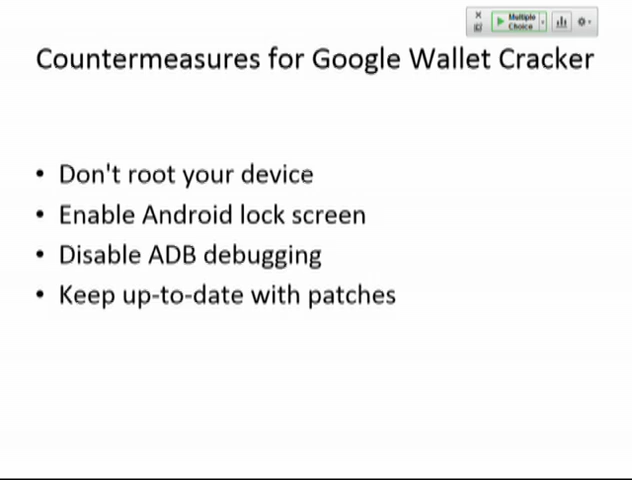 Multiple
Choice
Countermeasures for Google Wallet Cracker
• Don't root your device
• Enable Android lock screen
• Disable ADB debugging
• Keep up-to-date with patches